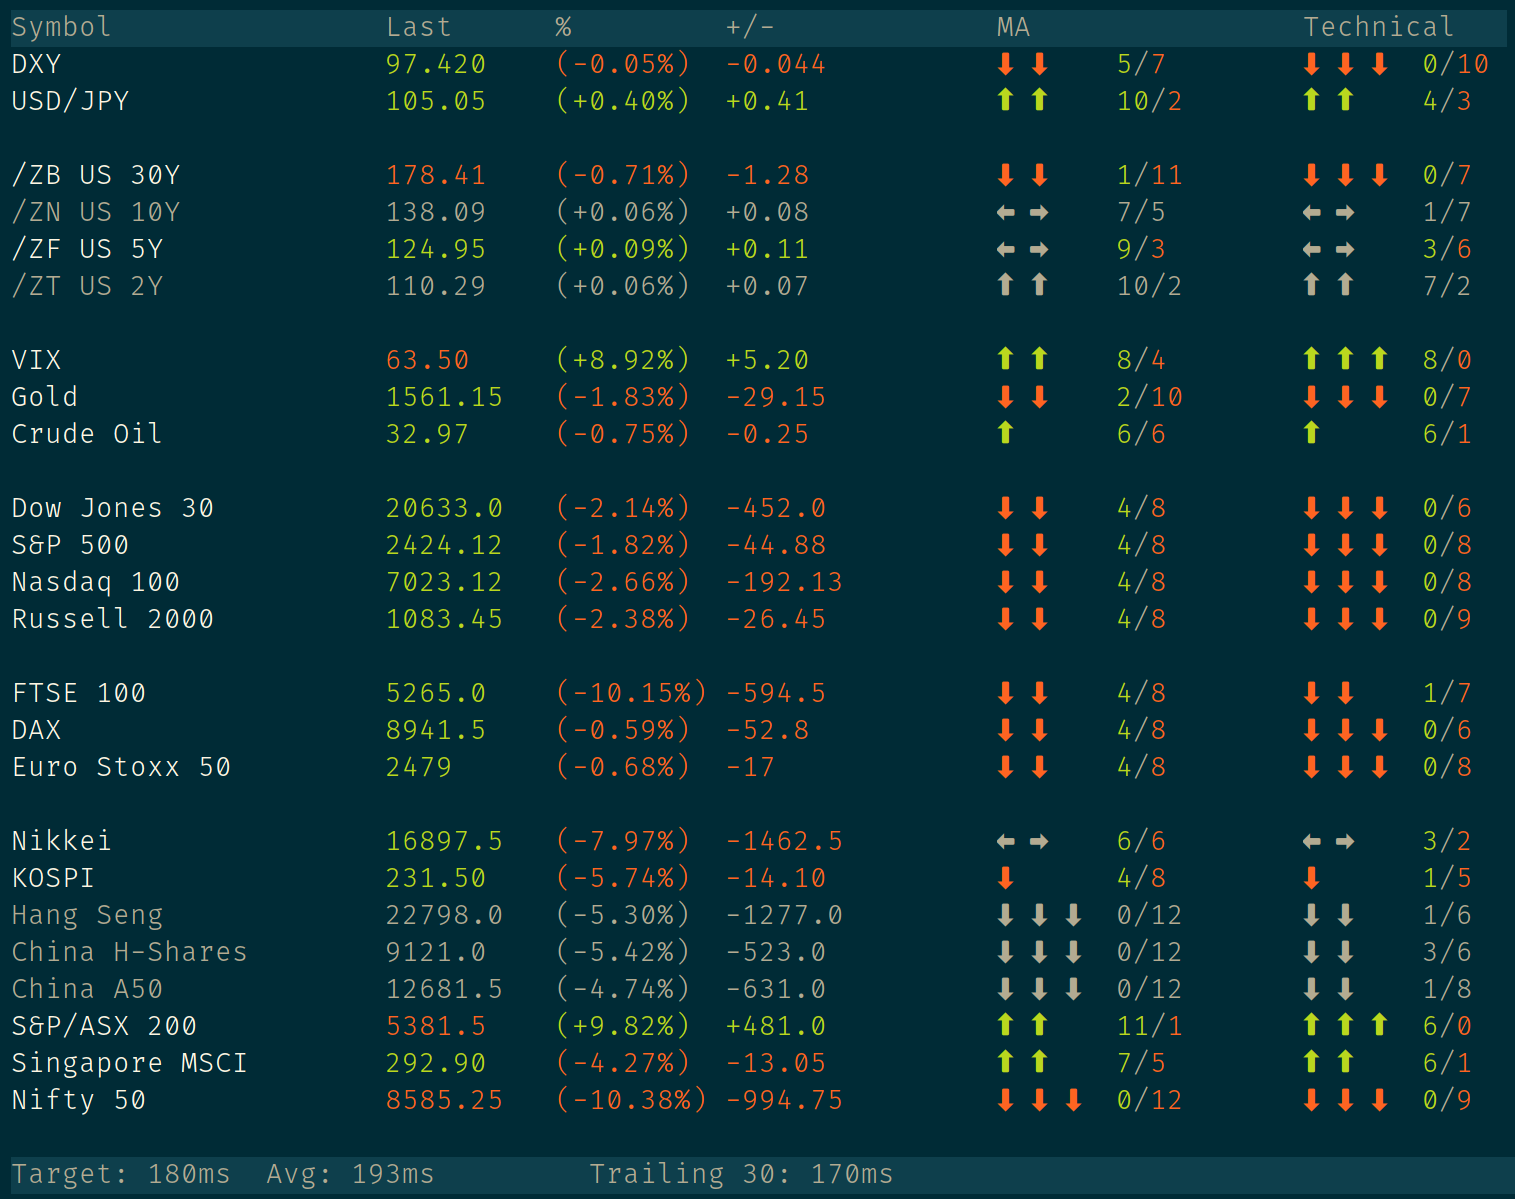 Symbol Last % +/- MA Technical
DXY 97.420 (-0.05%) -0.044 ⬇ ⬇ 5/7 ⬇ ⬇ ⬇ 0/10
USD/JPY 105.05 (+0.40%) +0.41 ⬆ ⬆ 10/2 ⬆ ⬆ 4/3
/ZB US 30Y 178.41 (-0.71%) -1.28 ⬇ ⬇ 1/11 ⬇ ⬇ ⬇ 0/7
/ZN US 10Y 138.09 (+0.06%) +0.08 ⬅ ➡ 7/5 ⬅ ➡ 1/7
/ZF US 5Y 124.95 (+0.09%) +0.11 ⬅ ➡ 9/3 ⬅ ➡ 3/6
/ZT US 2Y 110.29 (+0.06%) +0.07 ⬆ ⬆ 10/2 ⬆ ⬆ 7/2
VIX 63.50 (+8.92%) +5.20 ⬆ ⬆ 8/4 ⬆ ⬆ ⬆ 8/0
Gold 1561.15 (-1.83%) -29.15 ⬇ ⬇ 2/10 ⬇ ⬇ ⬇ 0/7
Crude Oil 32.97 (-0.75%) -0.25 ⬆ 6/6 ⬆ 6/1
Dow Jones 30 20633.0 (-2.14%) -452.0 ⬇ ⬇ 4/8 ⬇ ⬇ ⬇ 0/6
S&P 500 2424.12 (-1.82%) -44.88 ⬇ ⬇ 4/8 ⬇ ⬇ ⬇ 0/8
Nasdaq 100 7023.12 (-2.66%) -192.13 ⬇ ⬇ 4/8 ⬇ ⬇ ⬇ 0/8
Russell 2000 1083.45 (-2.38%) -26.45 ⬇ ⬇ 4/8 ⬇ ⬇ ⬇ 0/9
FTSE 100 5265.0 (-10.15%) -594.5 ⬇ ⬇ 4/8 ⬇ ⬇ 1/7
DAX 8941.5 (-0.59%) -52.8 ⬇ ⬇ 4/8 ⬇ ⬇ ⬇ 0/6
Euro Stoxx 50 2479 (-0.68%) -17 ⬇ ⬇ 4/8 ⬇ ⬇ ⬇ 0/8
Nikkei 16897.5 (-7.97%) -1462.5 ⬅ ➡ 6/6 ⬅ ➡ 3/2
KOSPI 231.50 (-5.74%) -14.10 ⬇ 4/8 ⬇ 1/5
Hang Seng 22798.0 (-5.30%) -1277.0 ⬇ ⬇ ⬇ 0/12 ⬇ ⬇ 1/6
China H-Shares 9121.0 (-5.42%) -523.0 ⬇ ⬇ ⬇ 0/12 ⬇ ⬇ 3/6
China A50 12681.5 (-4.74%) -631.0 ⬇ ⬇ ⬇ 0/12 ⬇ ⬇ 1/8
S&P/ASX 200 5381.5 (+9.82%) +481.0 ⬆ ⬆ 11/1 ⬆ ⬆ ⬆ 6/0
Singapore MSCI 292.90 (-4.27%) -13.05 ⬆ ⬆ 7/5 ⬆ ⬆ 6/1
Nifty 50 8585.25 (-10.38%) -994.75 ⬇ ⬇ ⬇ 0/12 ⬇ ⬇ ⬇ 0/9
Target: 180ms Avg: 193ms Trailing 30: 170ms